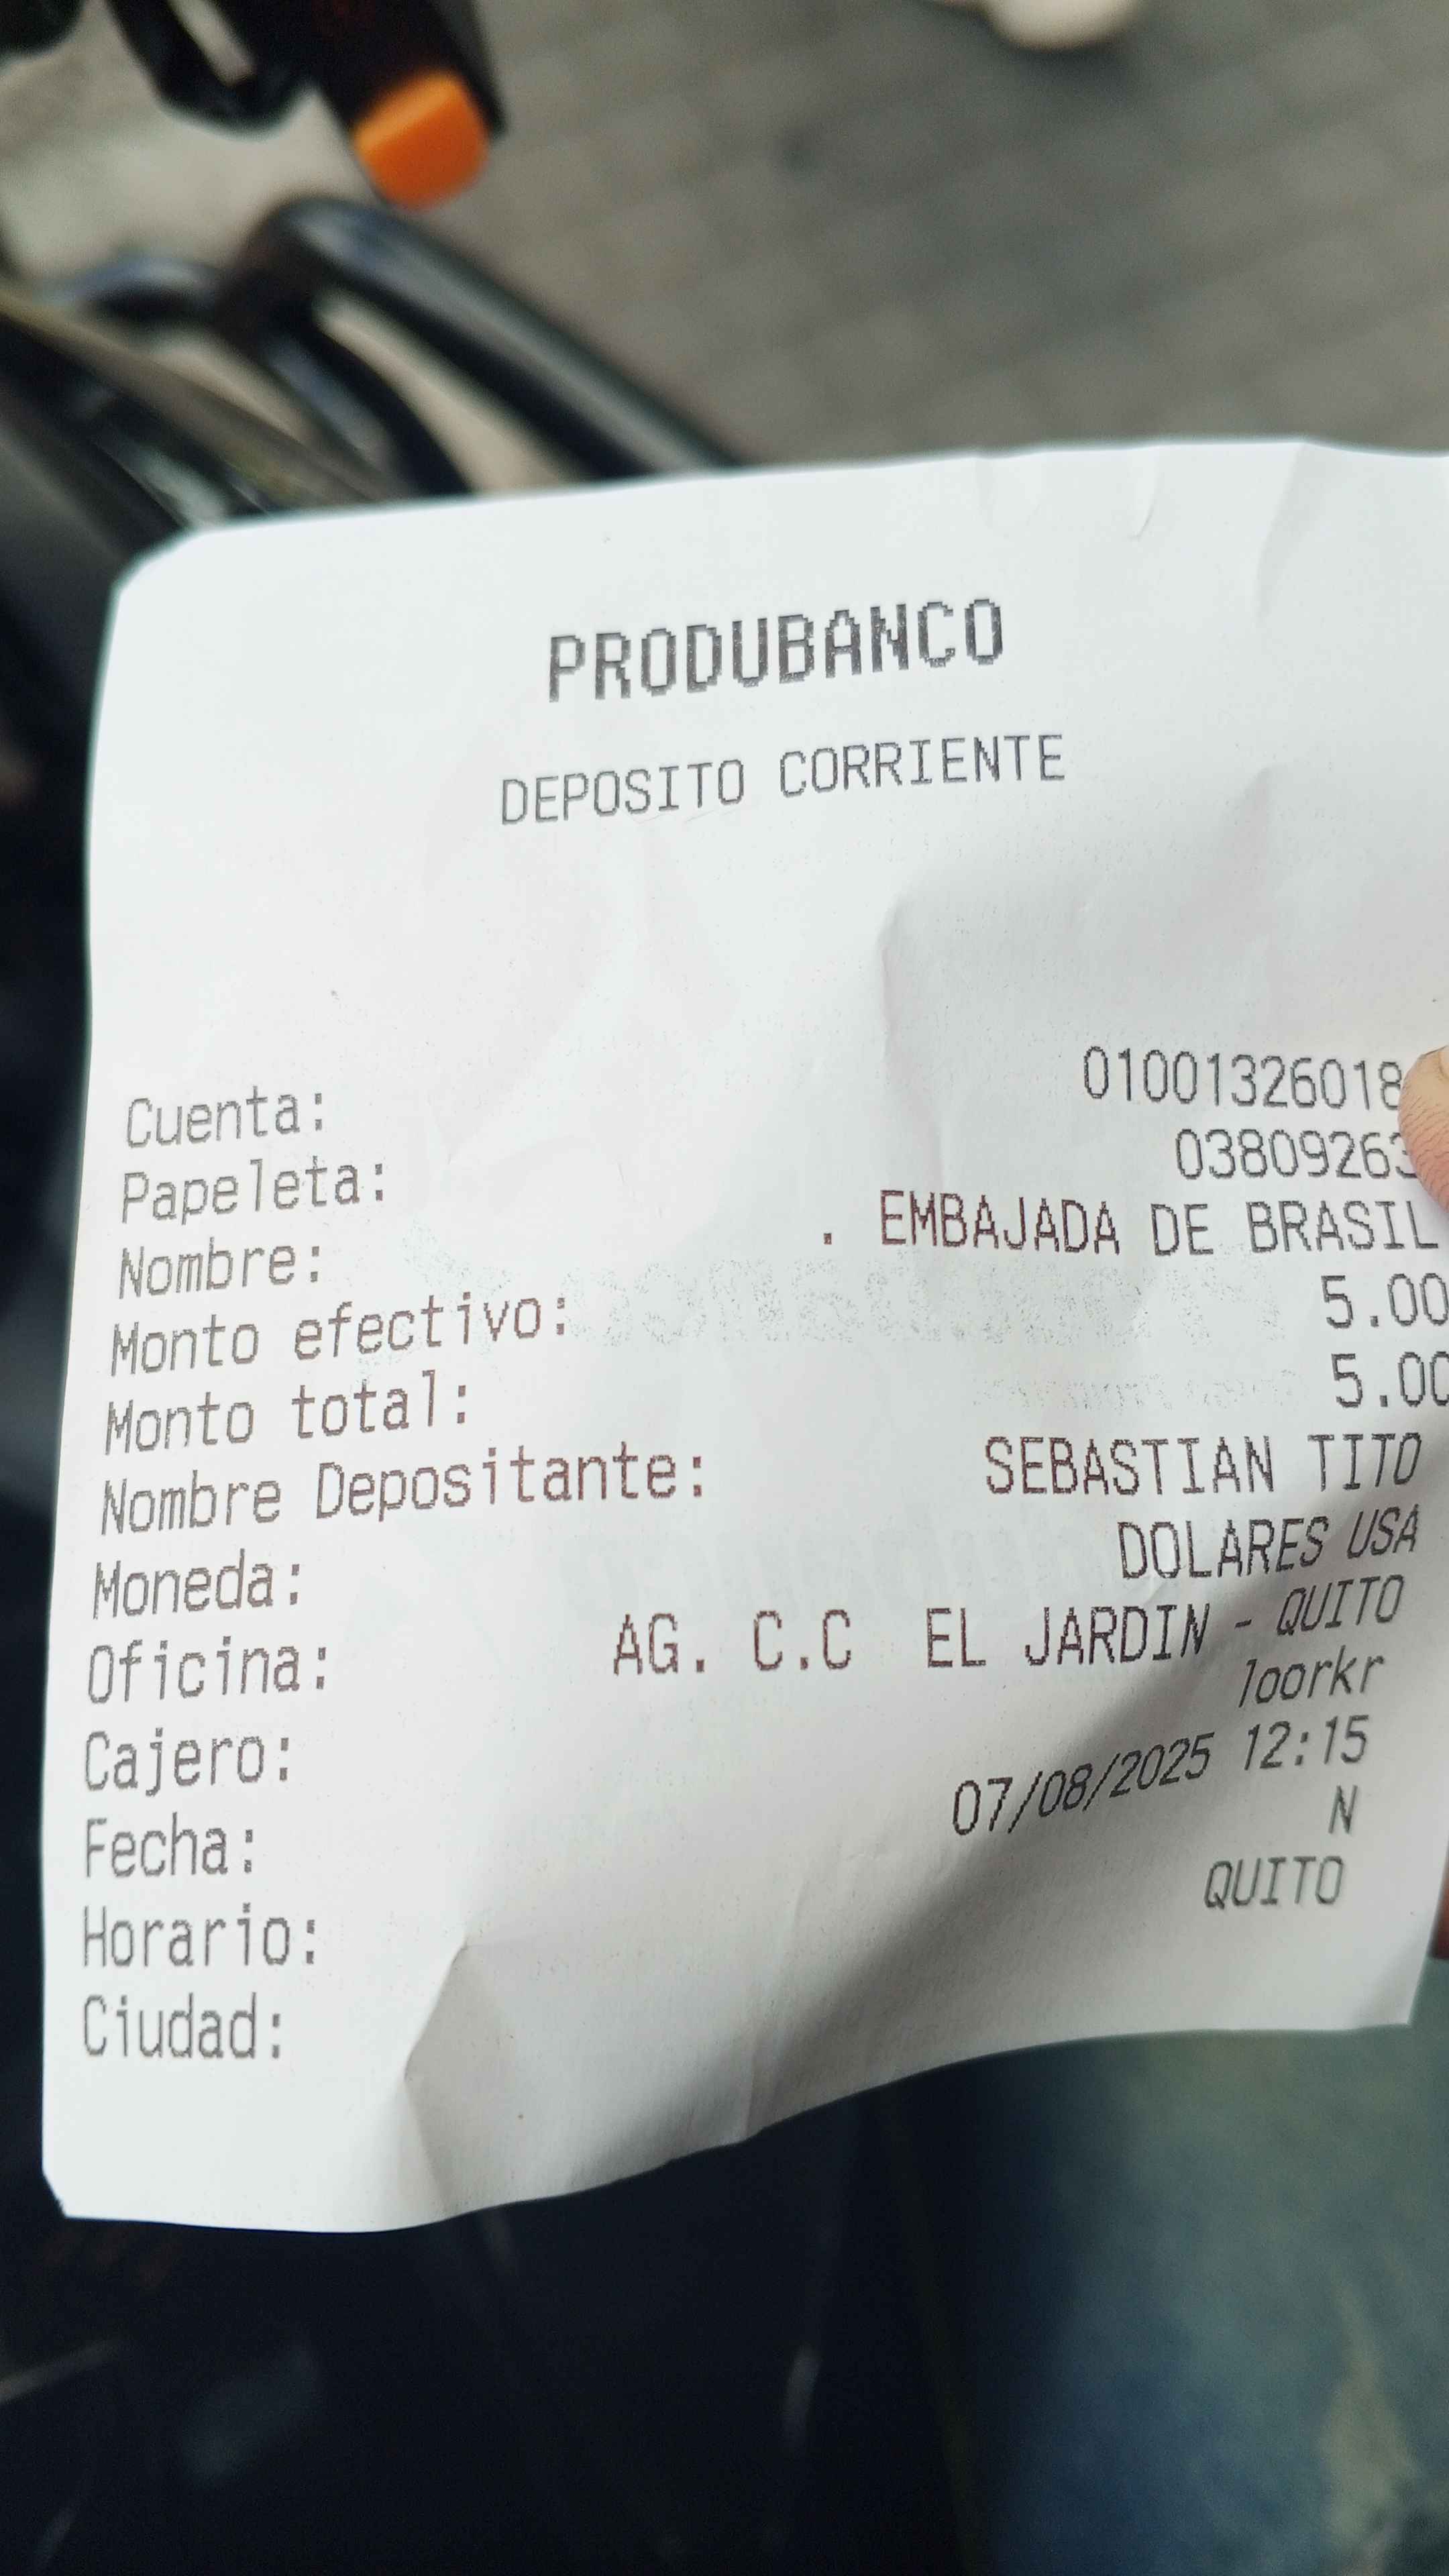 PRODUBANCO
DEPOSITO CORRIENTE
Cuenta: 01001326018
Papeleta: 03809263
Nombre: . EMBAJADA DE BRASIL
Monto efectivo: 5.00
Monto total: 5.00
Nombre Depositante: SEBASTIAN TITO
Moneda: DOLARES USA
Oficina: AG. C.C EL JARDIN - QUITO
Cajero: loorkr
Fecha: 07/08/2025 12:15
Horario: N
Ciudad: QUITO